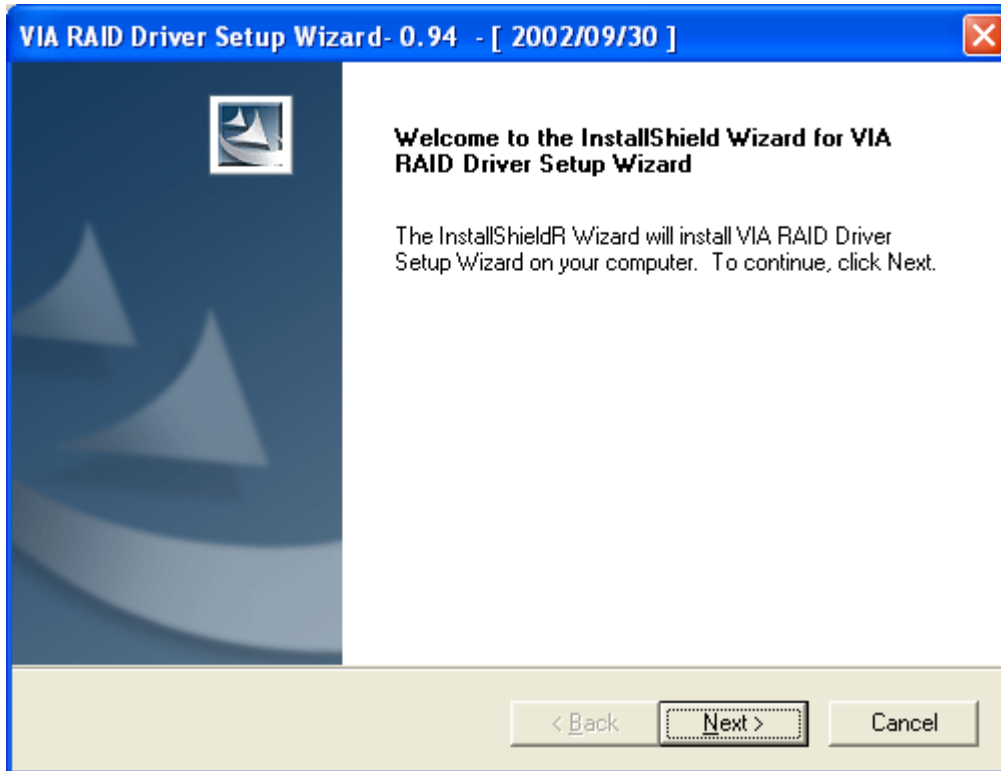 VIA RAID Driver Setup Wizard- 0.94 - [ 2002/09/30 ]
Welcome to the InstallShield Wizard for VIA
RAID Driver Setup Wizard
The InstallShieldR Wizard will install VIA RAID Driver
Setup Wizard on your computer. To continue, click Next.
< Back Next > Cancel